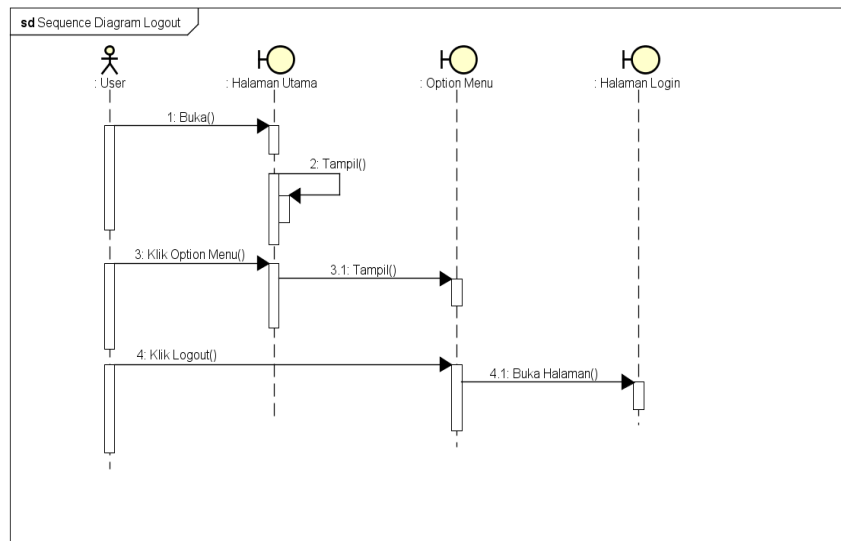 sd Sequence Diagram Logout
: User
: Halaman Utama
: Option Menu
: Halaman Login
1: Buka()
2: Tampil()
3: Klik Option Menu()
3.1: Tampil()
4: Klik Logout()
4.1: Buka Halaman()